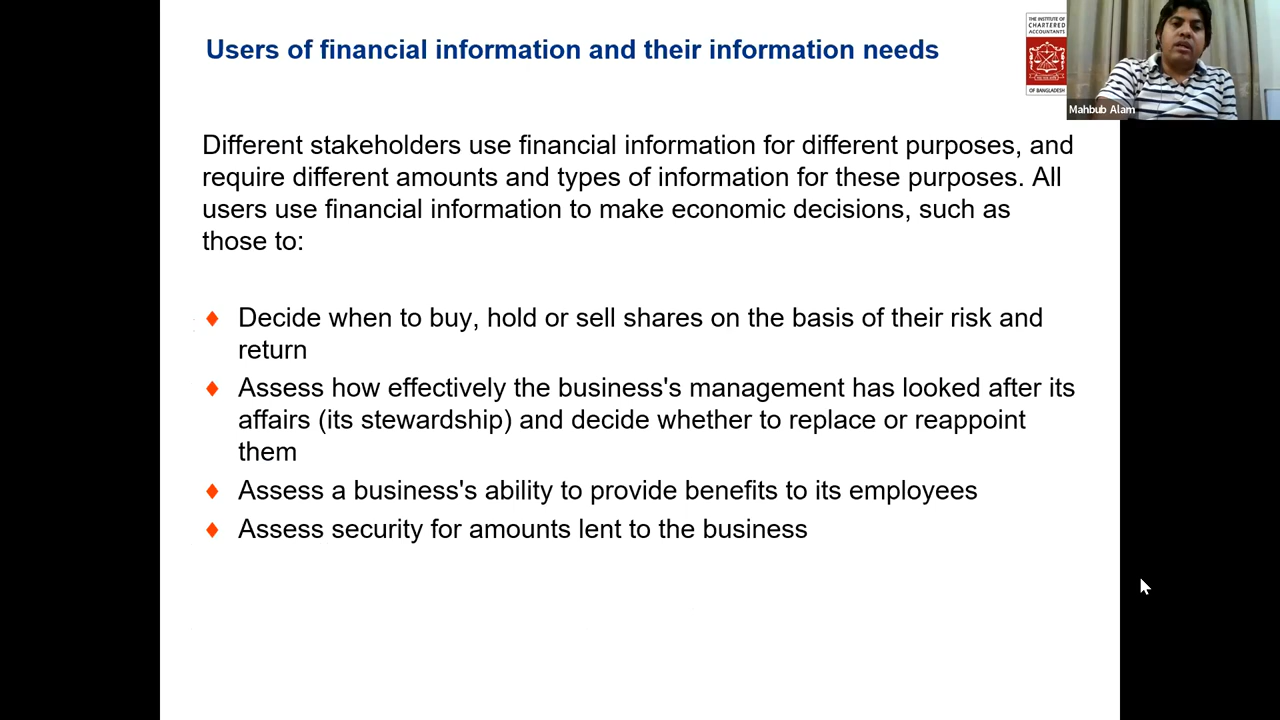 Users of financial information and their information needs
THE INSTITUTE OF
CHARTERED
ACCOUNTANTS
OF BANGLADESH
Mahbub Alam
Different stakeholders use financial information for different purposes, and
require different amounts and types of information for these purposes. All
users use financial information to make economic decisions, such as
those to:
Decide when to buy, hold or sell shares on the basis of their risk and
return
Assess how effectively the business's management has looked after its
affairs (its stewardship) and decide whether to replace or reappoint
them
Assess a business's ability to provide benefits to its employees
Assess security for amounts lent to the business